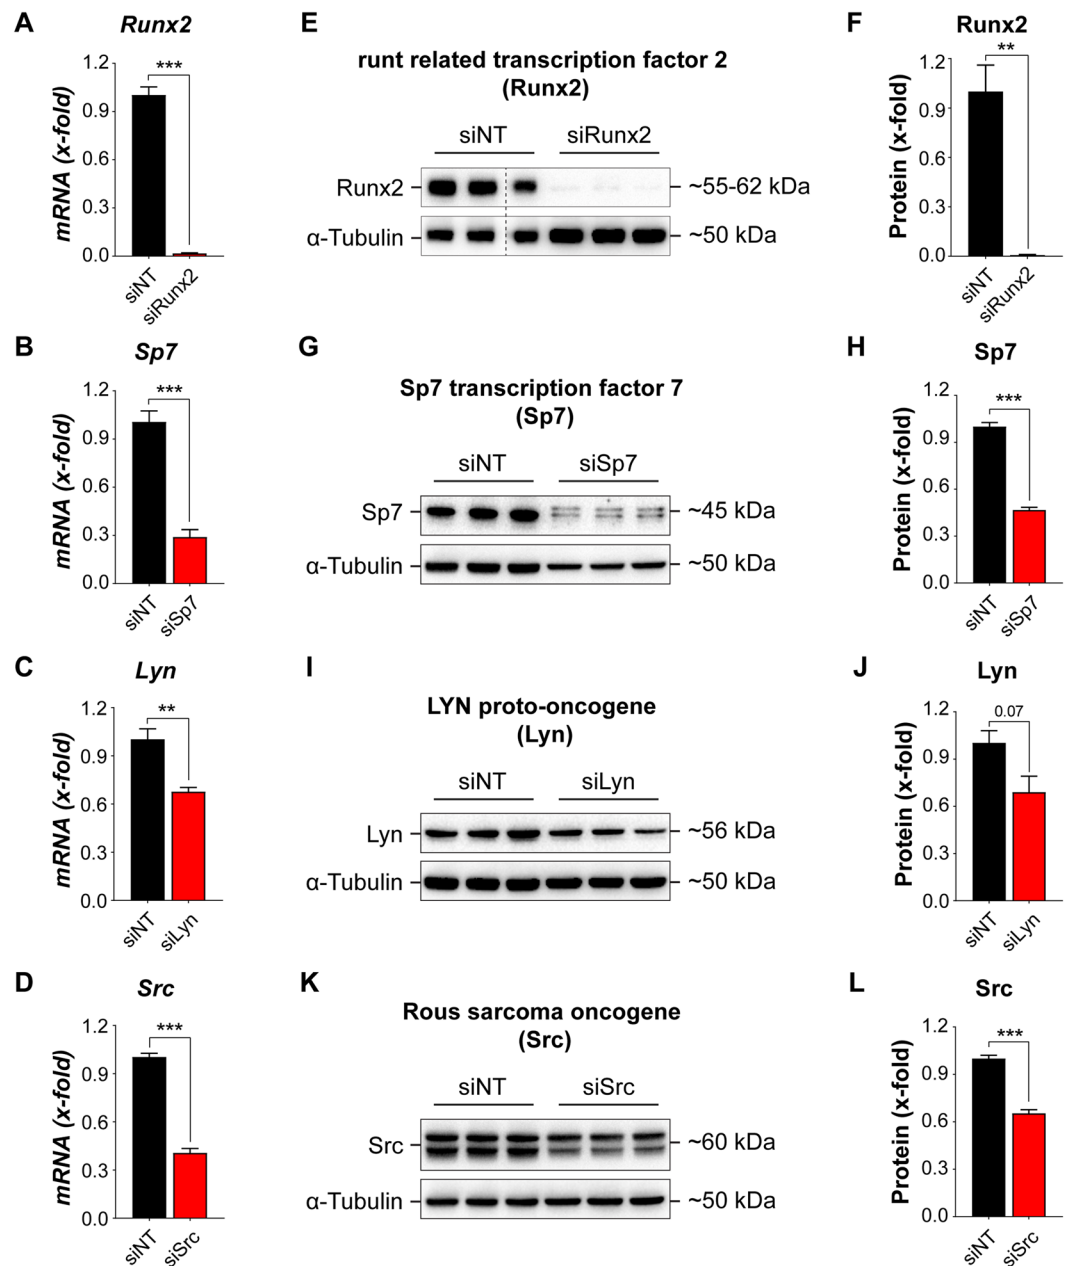 A
Runx2
mRNA (x-fold)
1.2
0.9
0.6
0.3
0.0
***
siNT
siRunx2
E
runt related transcription factor 2
(Runx2)
siNT siRunx2
Runx2 ~55-62 kDa
α-Tubulin ~50 kDa
F
Runx2
Protein (x-fold)
1.2
0.9
0.6
0.3
0.0
**
siNT
siRunx2
B
Sp7
mRNA (x-fold)
1.2
0.9
0.6
0.3
0.0
***
siNT
siSp7
G
Sp7 transcription factor 7
(Sp7)
siNT siSp7
Sp7 ~45 kDa
α-Tubulin ~50 kDa
H
Sp7
Protein (x-fold)
1.2
0.9
0.6
0.3
0.0
***
siNT
siSp7
C
Lyn
mRNA (x-fold)
1.2
0.9
0.6
0.3
0.0
**
siNT
siLyn
I
LYN proto-oncogene
(Lyn)
siNT siLyn
Lyn ~56 kDa
α-Tubulin ~50 kDa
J
Lyn
Protein (x-fold)
1.2
0.9
0.6
0.3
0.0
0.07
siNT
siLyn
D
Src
mRNA (x-fold)
1.2
0.9
0.6
0.3
0.0
***
siNT
siSrc
K
Rous sarcoma oncogene
(Src)
siNT siSrc
Src ~60 kDa
α-Tubulin ~50 kDa
L
Src
Protein (x-fold)
1.2
0.9
0.6
0.3
0.0
***
siNT
siSrc